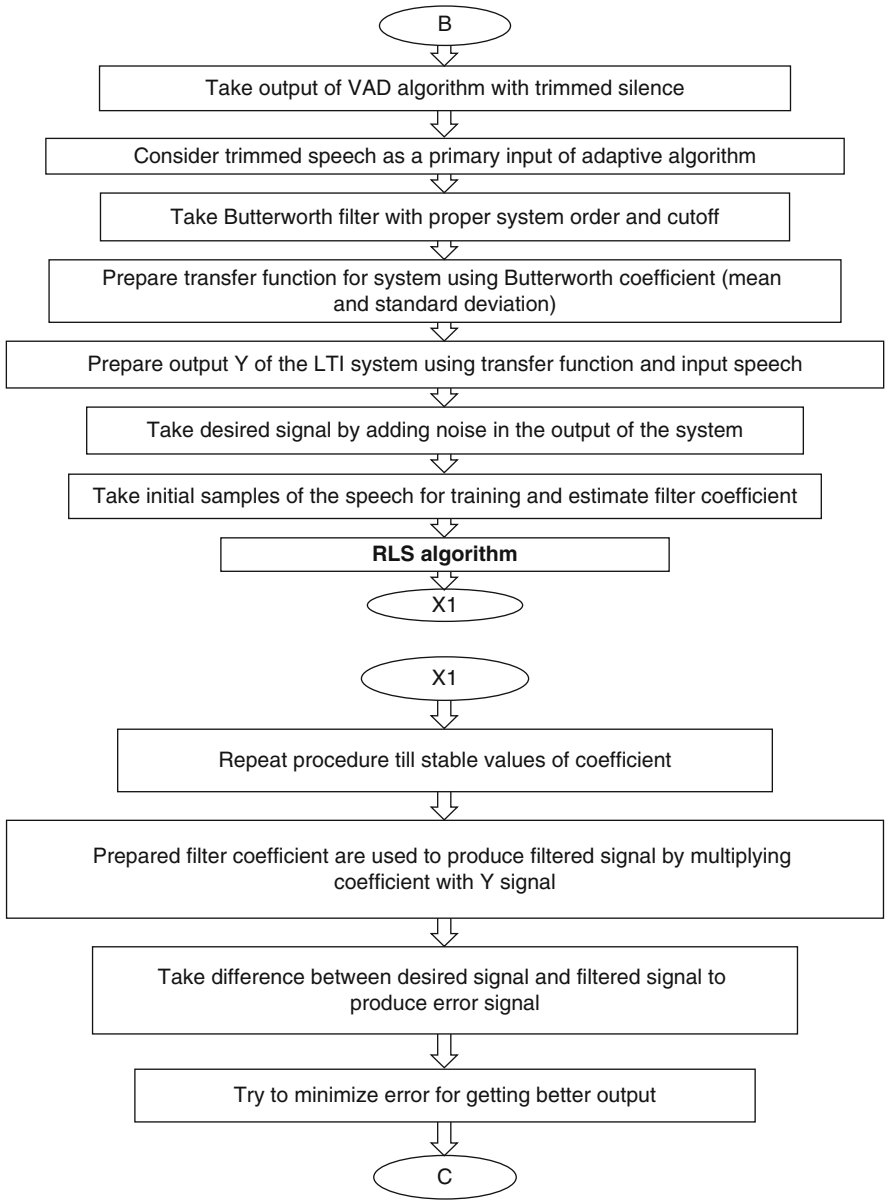 B
Take output of VAD algorithm with trimmed silence
Consider trimmed speech as a primary input of adaptive algorithm
Take Butterworth filter with proper system order and cutoff
Prepare transfer function for system using Butterworth coefficient (mean
and standard deviation)
Prepare output Y of the LTI system using transfer function and input speech
Take desired signal by adding noise in the output of the system
Take initial samples of the speech for training and estimate filter coefficient
RLS algorithm
X1
X1
Repeat procedure till stable values of coefficient
Prepared filter coefficient are used to produce filtered signal by multiplying
coefficient with Y signal
Take difference between desired signal and filtered signal to
produce error signal
Try to minimize error for getting better output
C